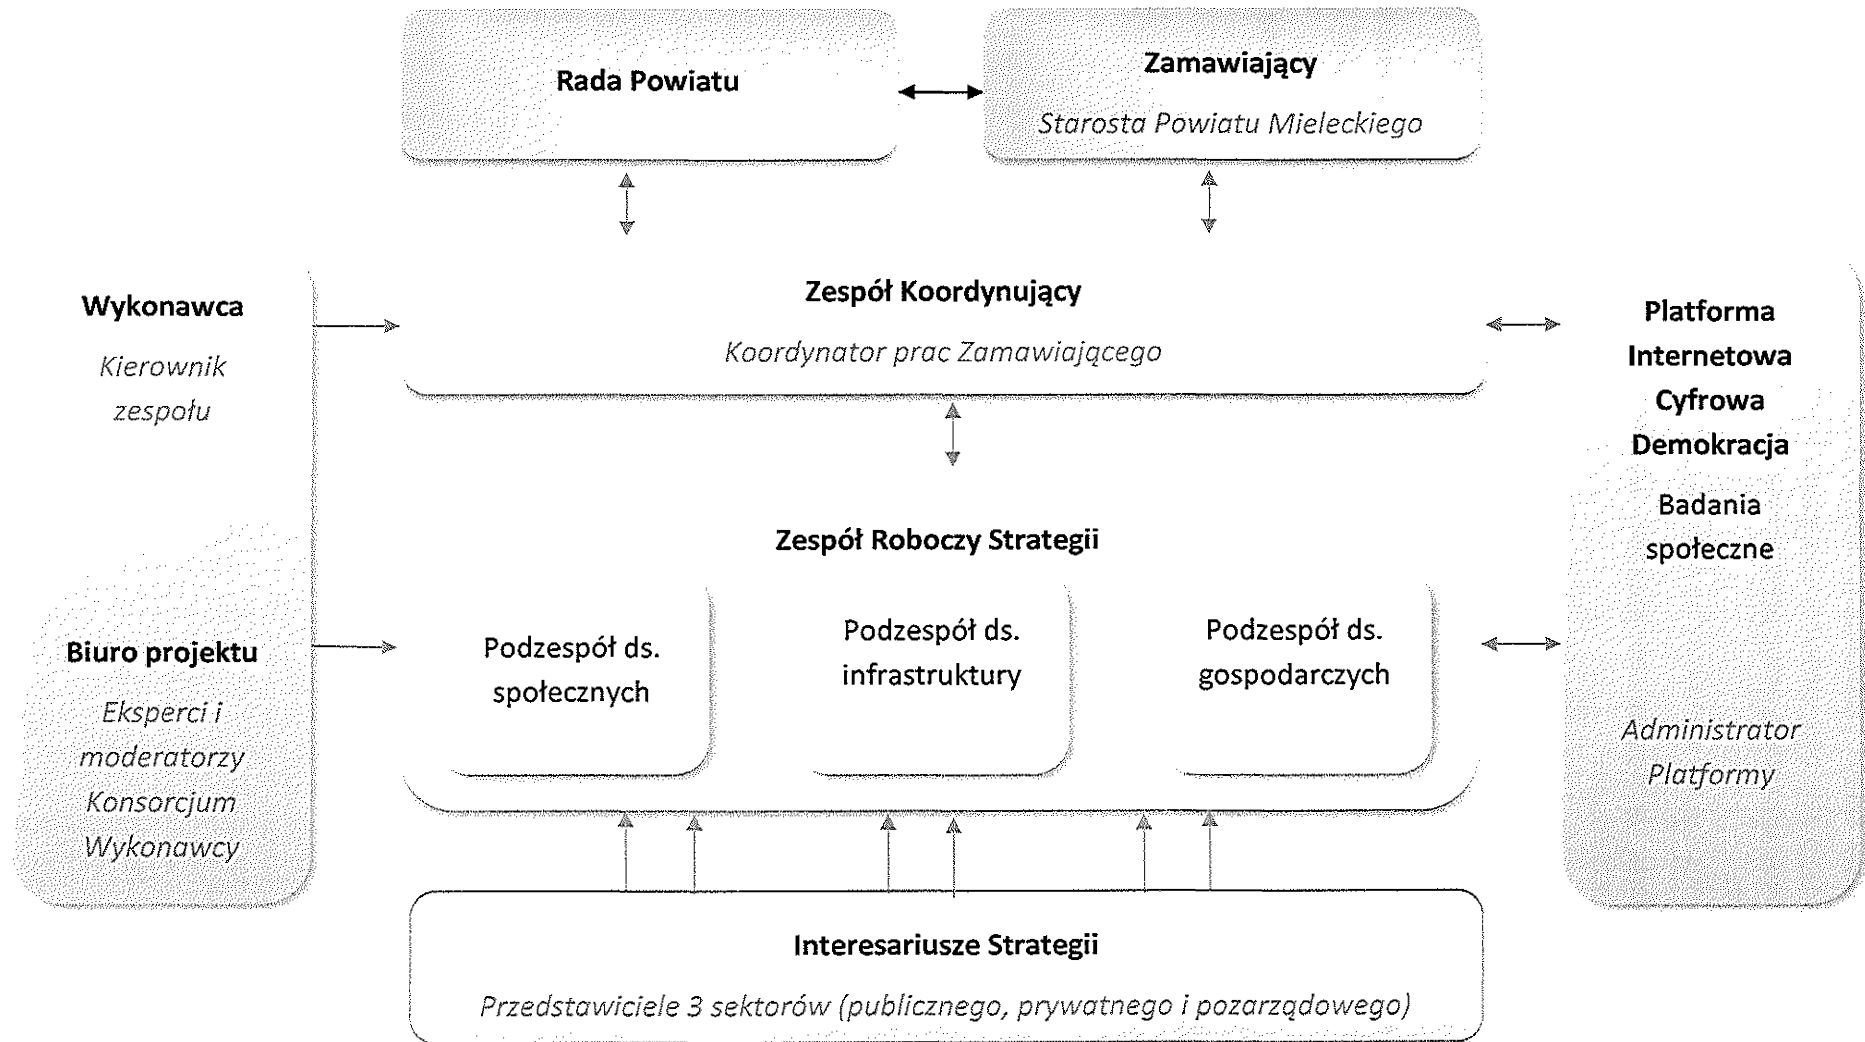 Rada Powiatu
Zamawiający
Starosta Powiatu Mieleckiego
Wykonawca
Kierownik
zespołu
Zespół Koordynujący
Koordynator prac Zamawiającego
Platforma
Internetowa
Cyfrowa
Demokracja
Badania
społeczne
Administrator
Platformy
Biuro projektu
Eksperci i
moderatorzy
Konsorcjum
Wykonawcy
Zespół Roboczy Strategii
Podzespół ds.
społecznych
Podzespół ds.
infrastruktury
Podzespół ds.
gospodarczych
Interesariusze Strategii
Przedstawiciele 3 sektorów (publicznego, prywatnego i pozarządowego)